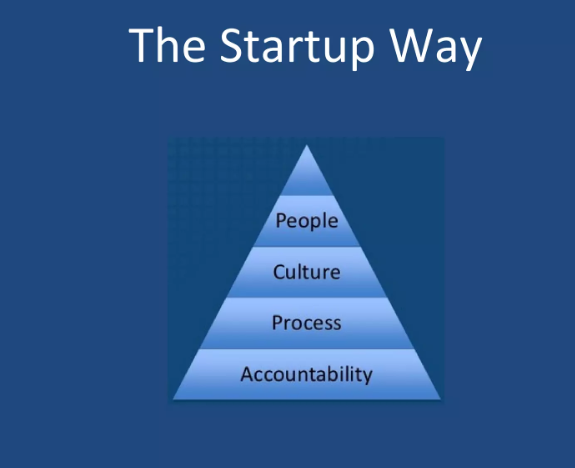 The Startup Way
People
Culture
Process
Accountability